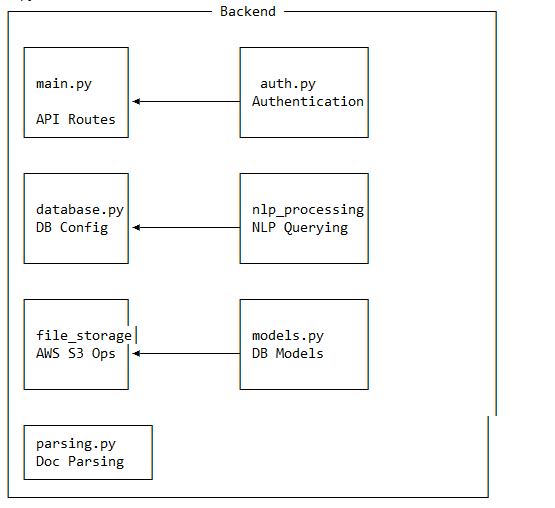 Backend
main.py
API Routes
auth.py
Authentication
database.py
DB Config
nlp_processing
NLP Querying
file_storage
AWS S3 Ops
models.py
DB Models
parsing.py
Doc Parsing